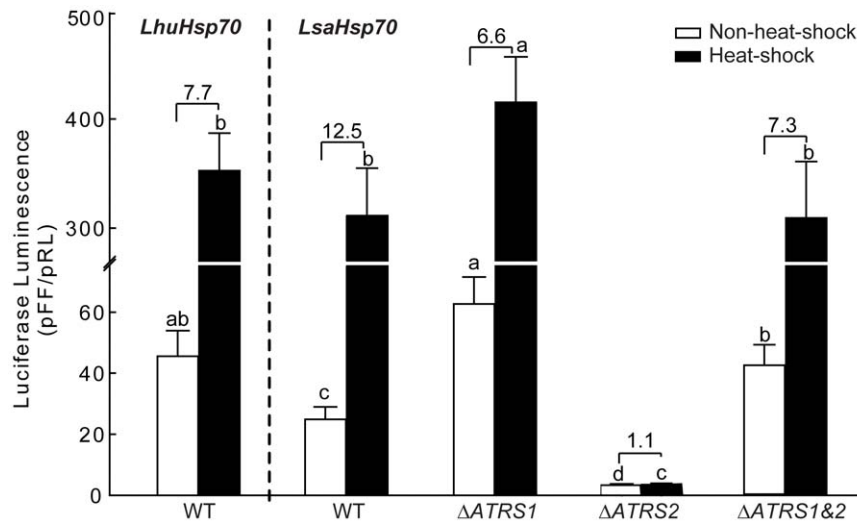 500
400
300
60
40
20
0
Luciferase Luminescence
(pFF/pRL)
LhuHsp70
LsaHsp70
Non-heat-shock
Heat-shock
7.7
ab
b
12.5
c
b
6.6
a
a
1.1
d
c
7.3
b
b
WT
WT
ΔATRS1
ΔATRS2
ΔATRS1&2